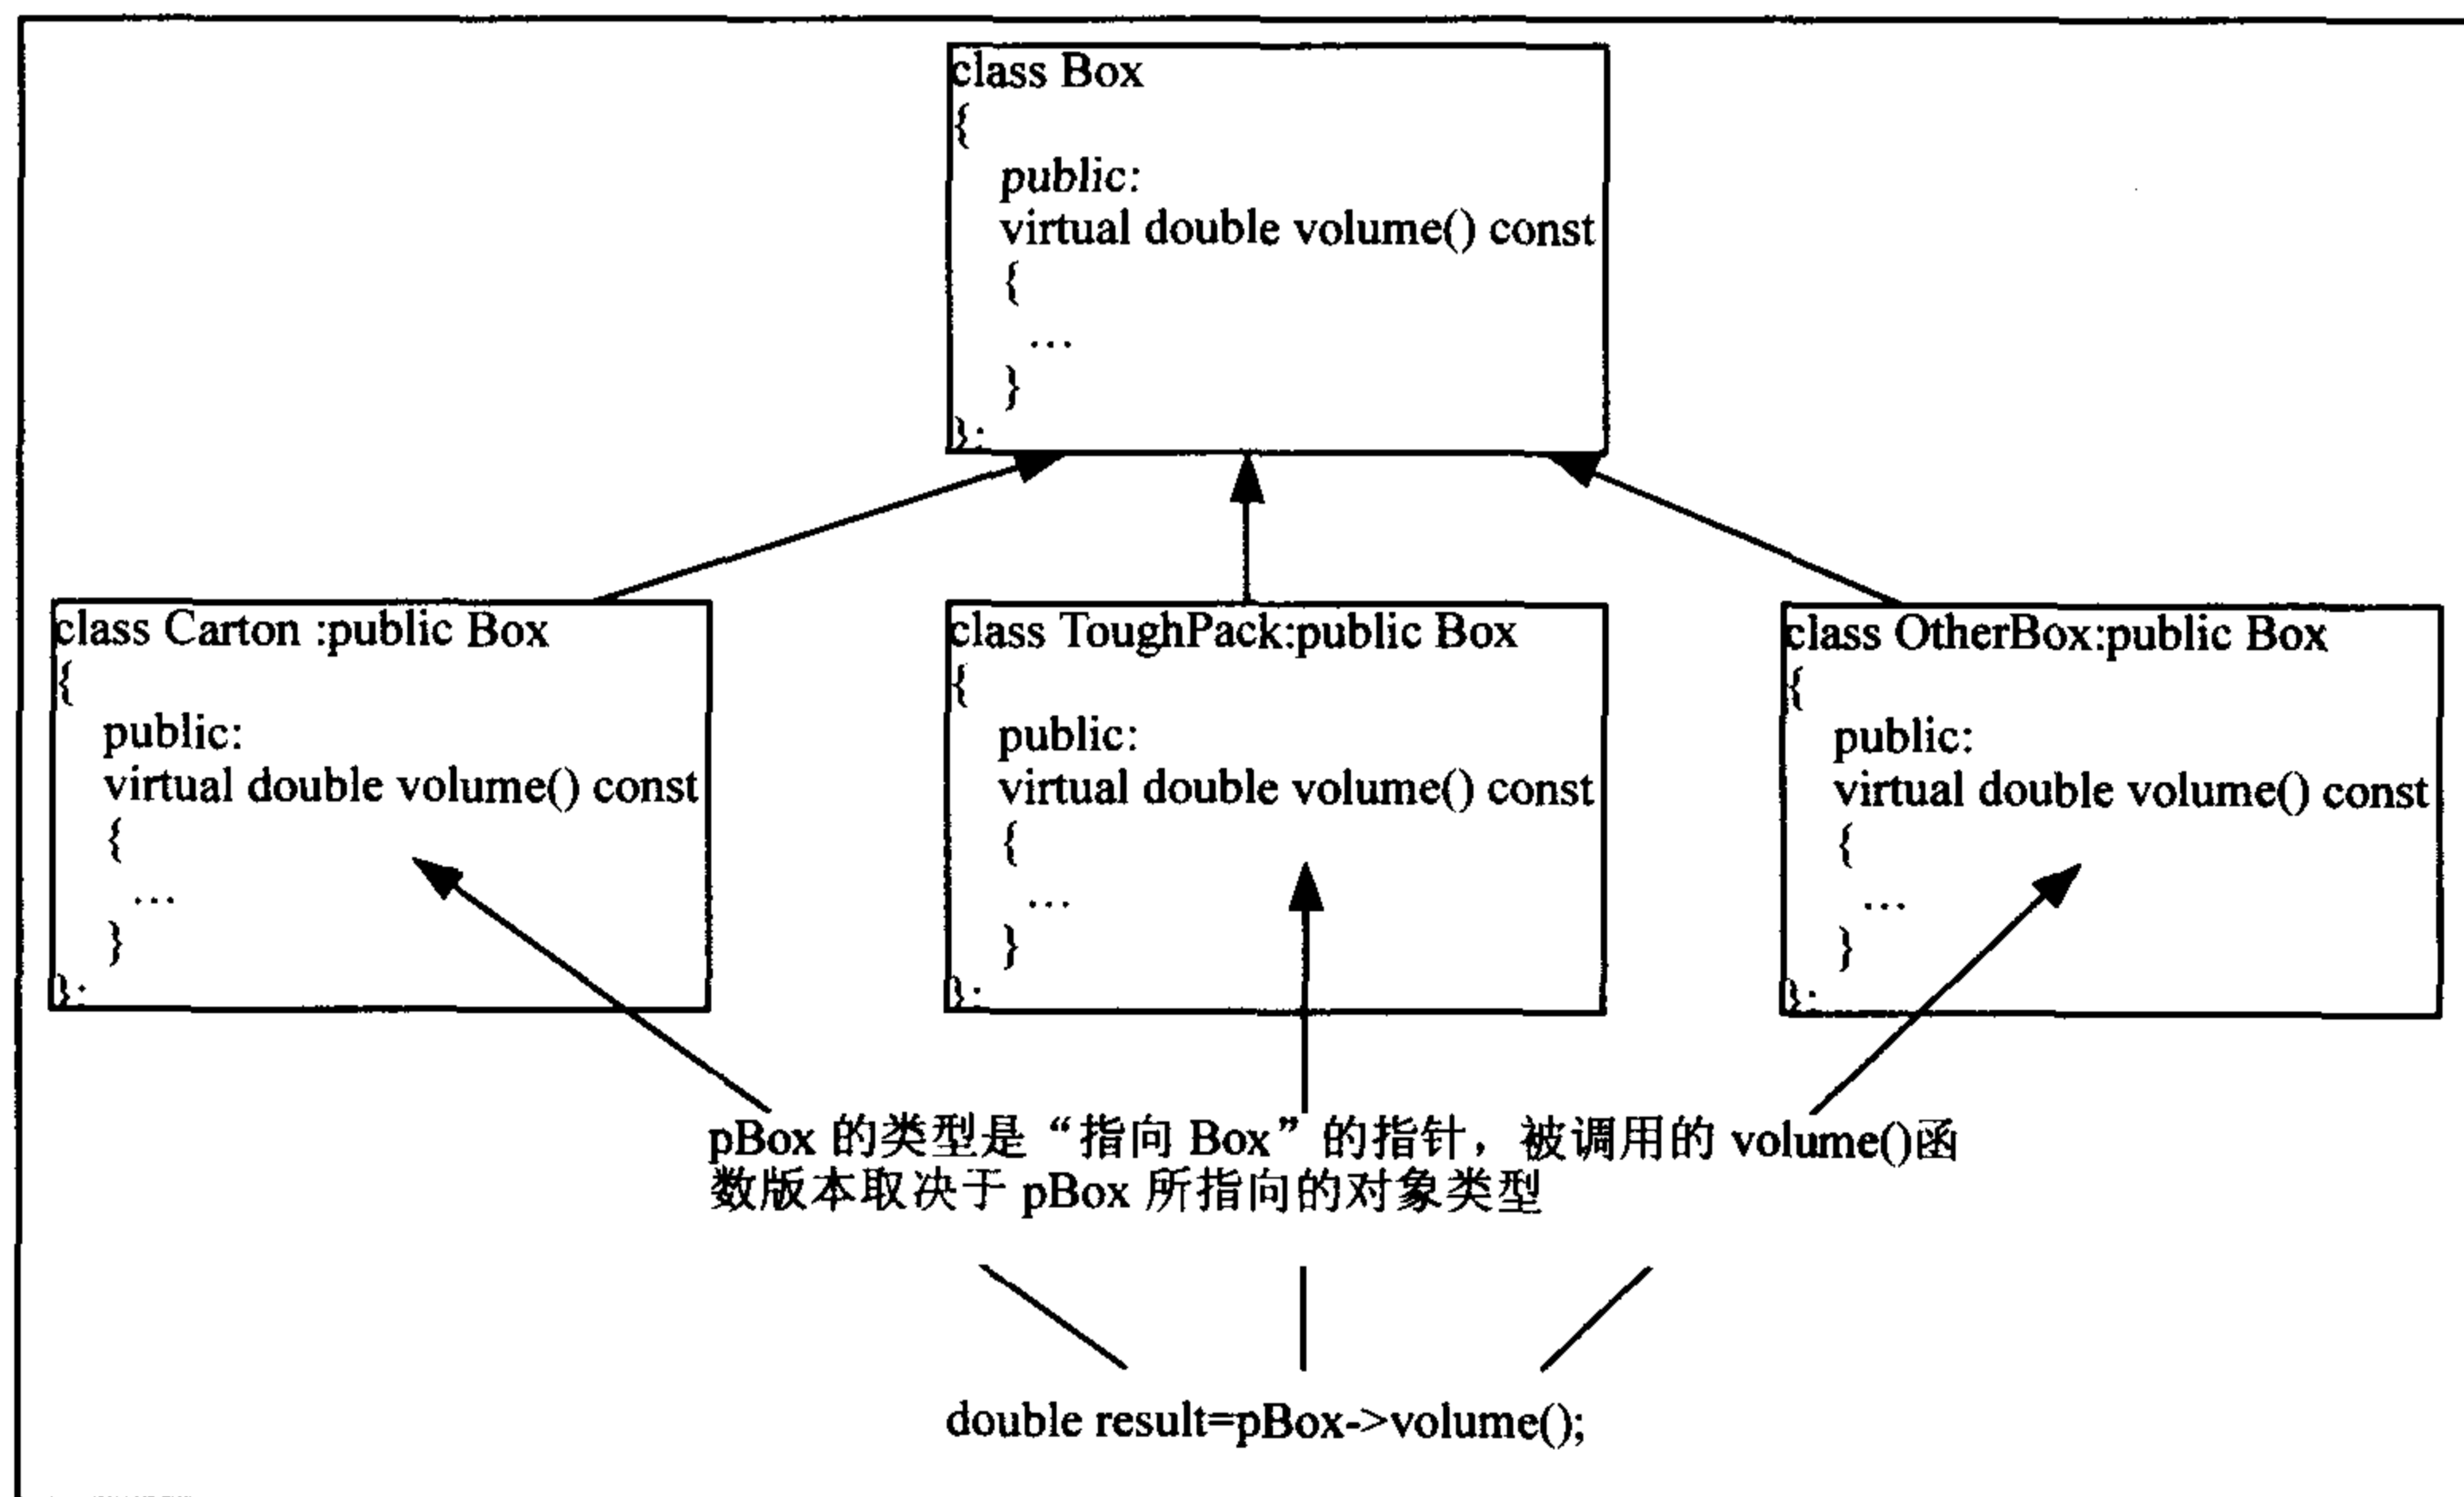 class Box
{
public:
virtual double volume() const
{
...
}
};
class Carton :public Box
{
public:
virtual double volume() const
{
...
}
};
class ToughPack:public Box
{
public:
virtual double volume() const
{
...
}
};
class OtherBox:public Box
{
public:
virtual double volume() const
{
...
}
};
pBox 的类型是“指向 Box”的指针，被调用的 volume()函
数版本取决于 pBox 所指向的对象类型
double result=pBox->volume();